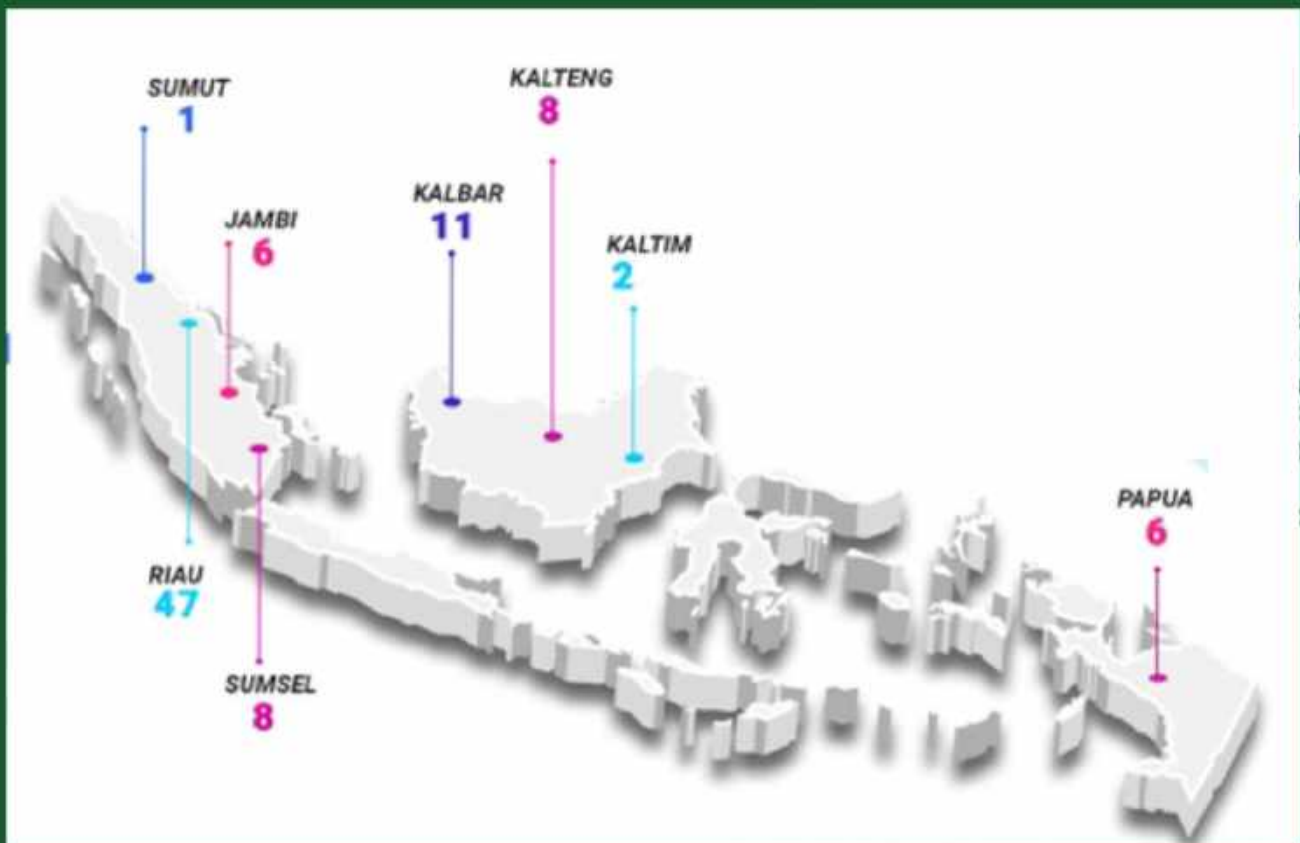 SUMUT
1
JAMBI
6
KALTENG
8
KALBAR
11
KALTIM
2
RIAU
47
SUMSEL
8
PAPUA
6